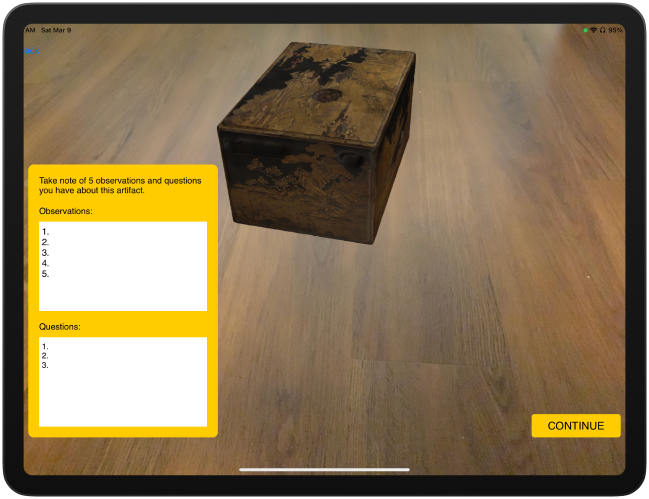 AM Sat Mar 9
95%
Take note of 5 observations and questions
you have about this artifact.
Observations:
1.
2.
3.
4.
5.
Questions:
1.
2.
3.
CONTINUE